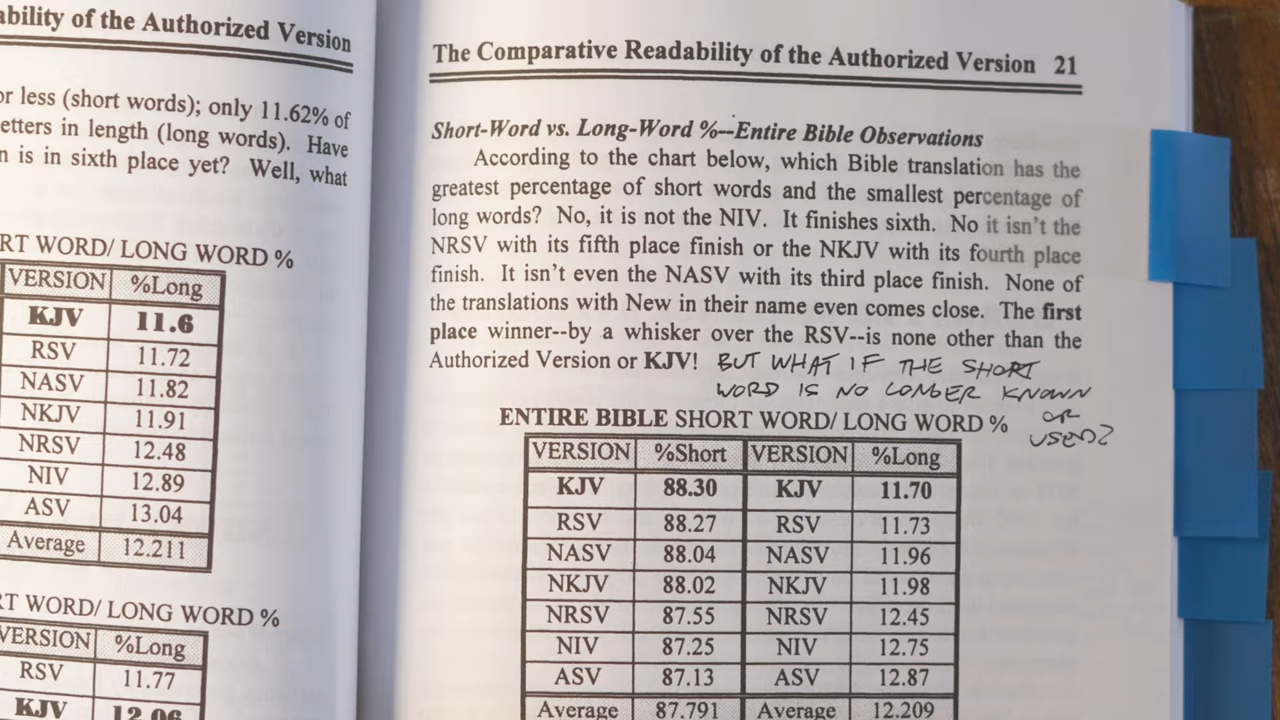 ability of the Authorized Version
or less (short words); only 11.62% of
etters in length (long words). Have
n is in sixth place yet? Well, what
RT WORD/ LONG WORD %
VERSION %Long
KJV 11.6
RSV 11.72
NASV 11.82
NKJV 11.91
NRSV 12.48
NIV 12.89
ASV 13.04
Average 12.211
RT WORD/ LONG WORD %
VERSION %Long
RSV 11.77
KJV 12.06
The Comparative Readability of the Authorized Version 21
Short-Word vs. Long-Word %--Entire Bible Observations
According to the chart below, which Bible translation has the
greatest percentage of short words and the smallest percentage of
long words? No, it is not the NIV. It finishes sixth. No it isn't the
NRSV with its fifth place finish or the NKJV with its fourth place
finish. It isn't even the NASV with its third place finish. None of
the translations with New in their name even comes close. The first
place winner--by a whisker over the RSV--is none other than the
Authorized Version or KJV! BUT WHAT IF THE SHORT
WORD IS NO LONGER KNOWN
OR
USED?
ENTIRE BIBLE SHORT WORD/ LONG WORD %
VERSION %Short VERSION %Long
KJV 88.30 KJV 11.70
RSV 88.27 RSV 11.73
NASV 88.04 NASV 11.96
NKJV 88.02 NKJV 11.98
NRSV 87.55 NRSV 12.45
NIV 87.25 NIV 12.75
ASV 87.13 ASV 12.87
Average 87.791 Average 12.209